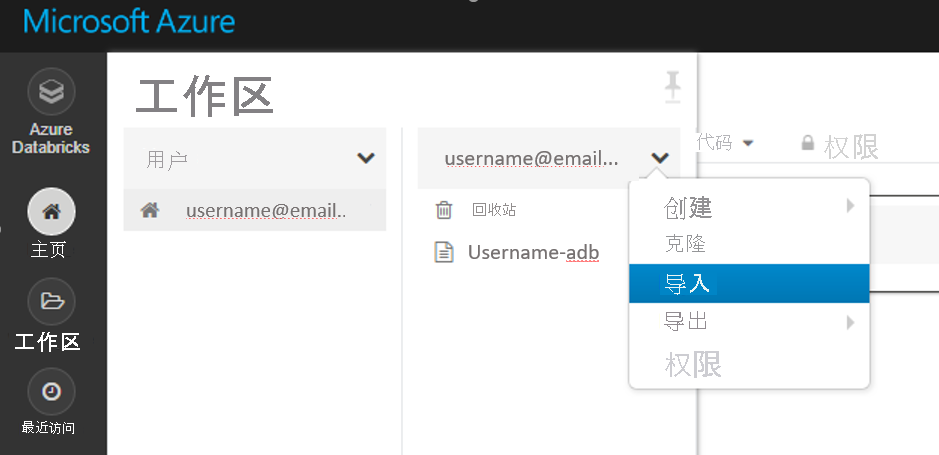 Microsoft Azure
Azure
Databricks
主页
工作区
最近访问
工作区
用户
username@email..
username@email...
回收站
Username-adb
代码
权限
创建
克隆
导入
导出
权限